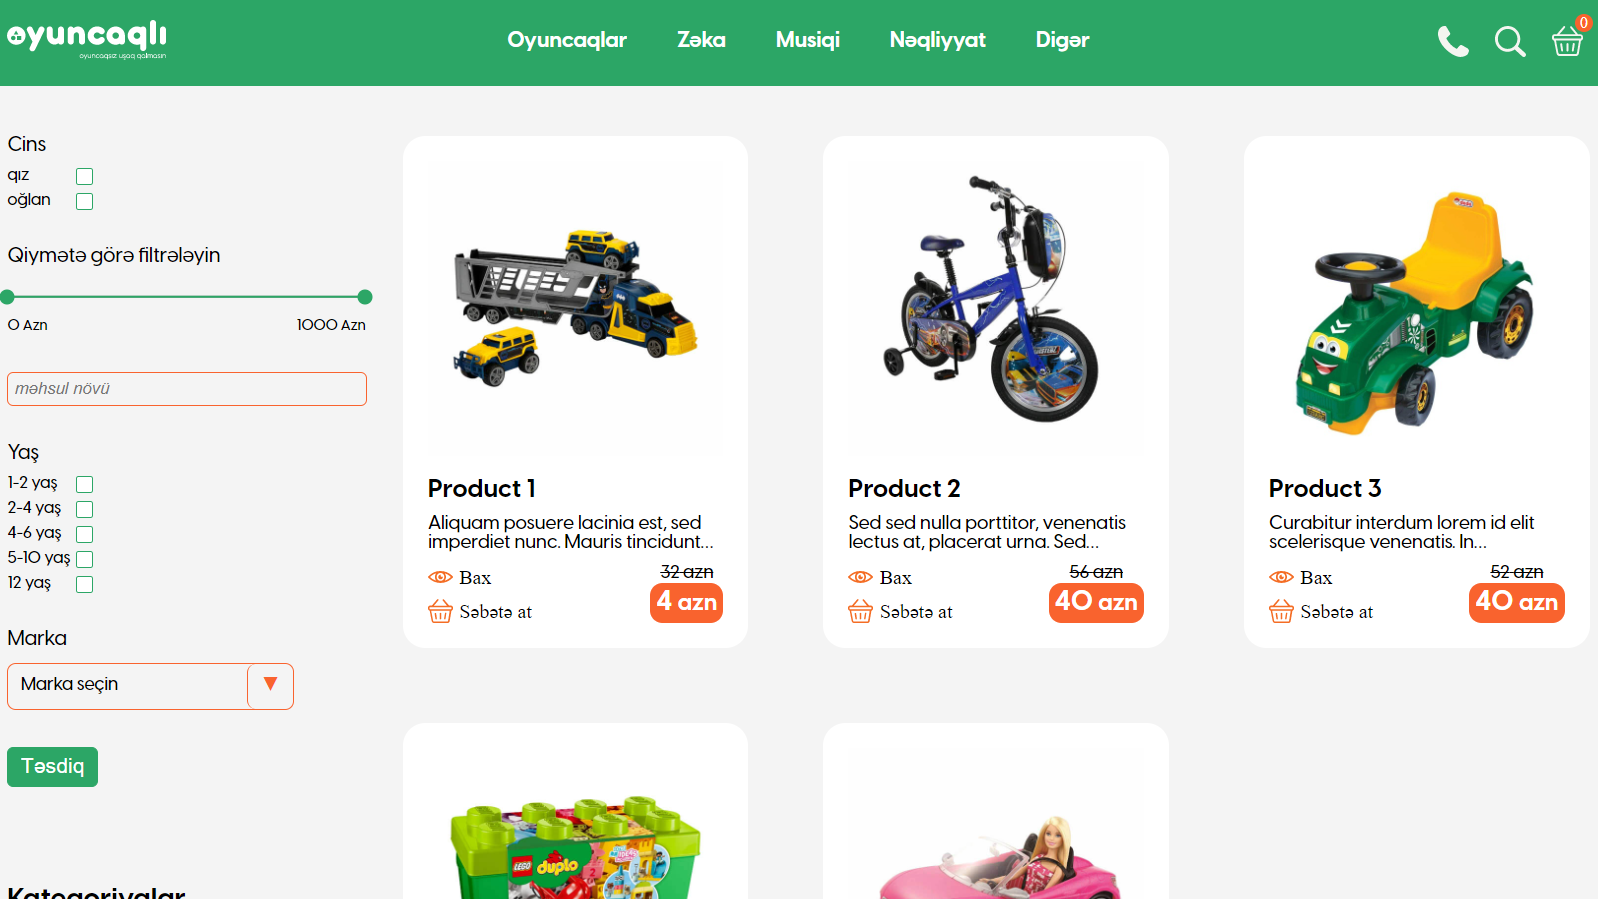 oyuncaqlı
oyuncaqsız uşaq qalmasın
Oyuncaqlar
Zəka
Musiqi
Nəqliyyat
Digər
0
Cins
qız
oğlan
Qiymətə görə filtrələyin
0 Azn
1000 Azn
məhsul növü
Yaş
1-2 yaş
2-4 yaş
4-6 yaş
5-10 yaş
12 yaş
Marka
Marka seçin
Təsdiq
Kateqoriyalar
Product 1
Aliquam posuere lacinia est, sed
imperdiet nunc. Mauris tincidunt...
Bax
32 azn
Səbətə at
4 azn
Product 2
Sed sed nulla porttitor, venenatis
lectus at, placerat urna. Sed...
Bax
56 azn
Səbətə at
40 azn
Product 3
Curabitur interdum lorem id elit
scelerisque venenatis. In...
Bax
52 azn
Səbətə at
40 azn
LEGO
duplo